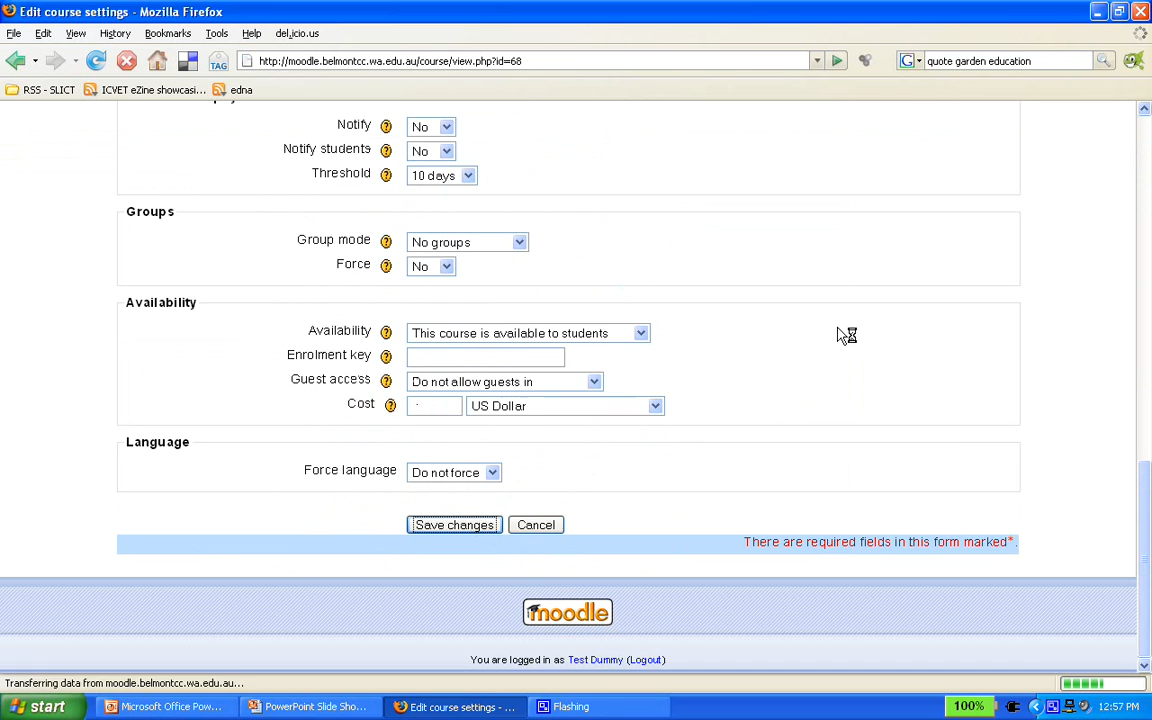 Edit course settings - Mozilla Firefox
File Edit View History Bookmarks Tools Help del.icio.us
TAG http://moodle.belmontcc.wa.edu.au/course/view.php?id=68 G quote garden education
RSS - SLICT ICVET eZine showcasi... edna
Notify ? No
Notify students ? No
Threshold ? 10 days
Groups
Group mode ? No groups
Force ? No
Availability
Availability ? This course is available to students
Enrolment key ?
Guest access ? Do not allow guests in
Cost ? US Dollar
Language
Force language Do not force
Save changes Cancel
There are required fields in this form marked*.
moodle
You are logged in as Test Dummy (Logout)
Transferring data from moodle.belmontcc.wa.edu.au...
start Microsoft Office Pow... PowerPoint Slide Sho... Edit course settings - ... Flashing 100% 12:57 PM